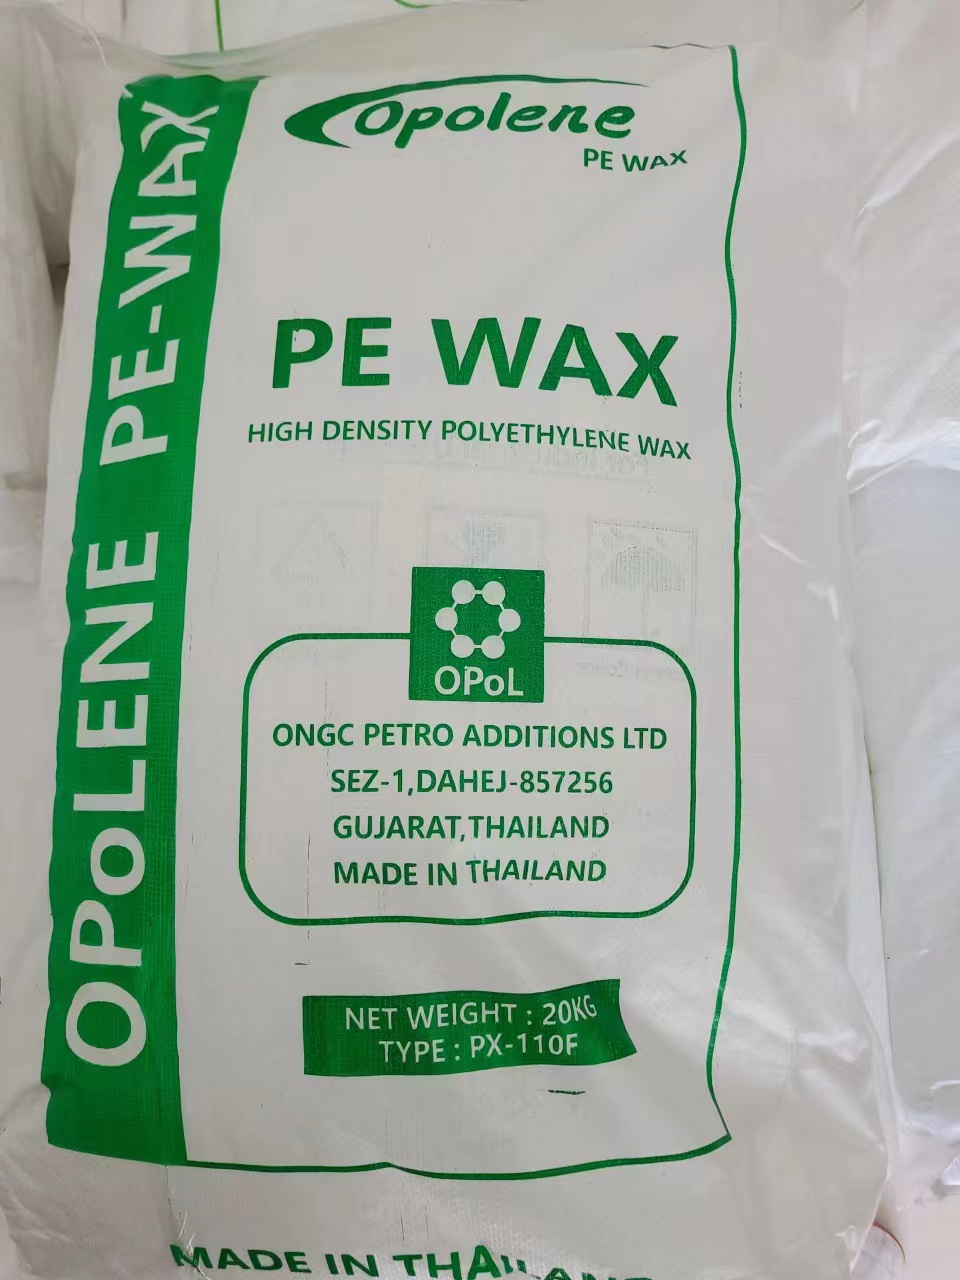 OPoLENE PE-WAX
Opolene
PE WAX
PE WAX
HIGH DENSITY POLYETHYLENE WAX
OPoL
ONGC PETRO ADDITIONS LTD
SEZ-1,DAHEJ-857256
GUJARAT,THAILAND
MADE IN THAILAND
NET WEIGHT : 20KG
TYPE : PX-110F
MADE IN THAILAND